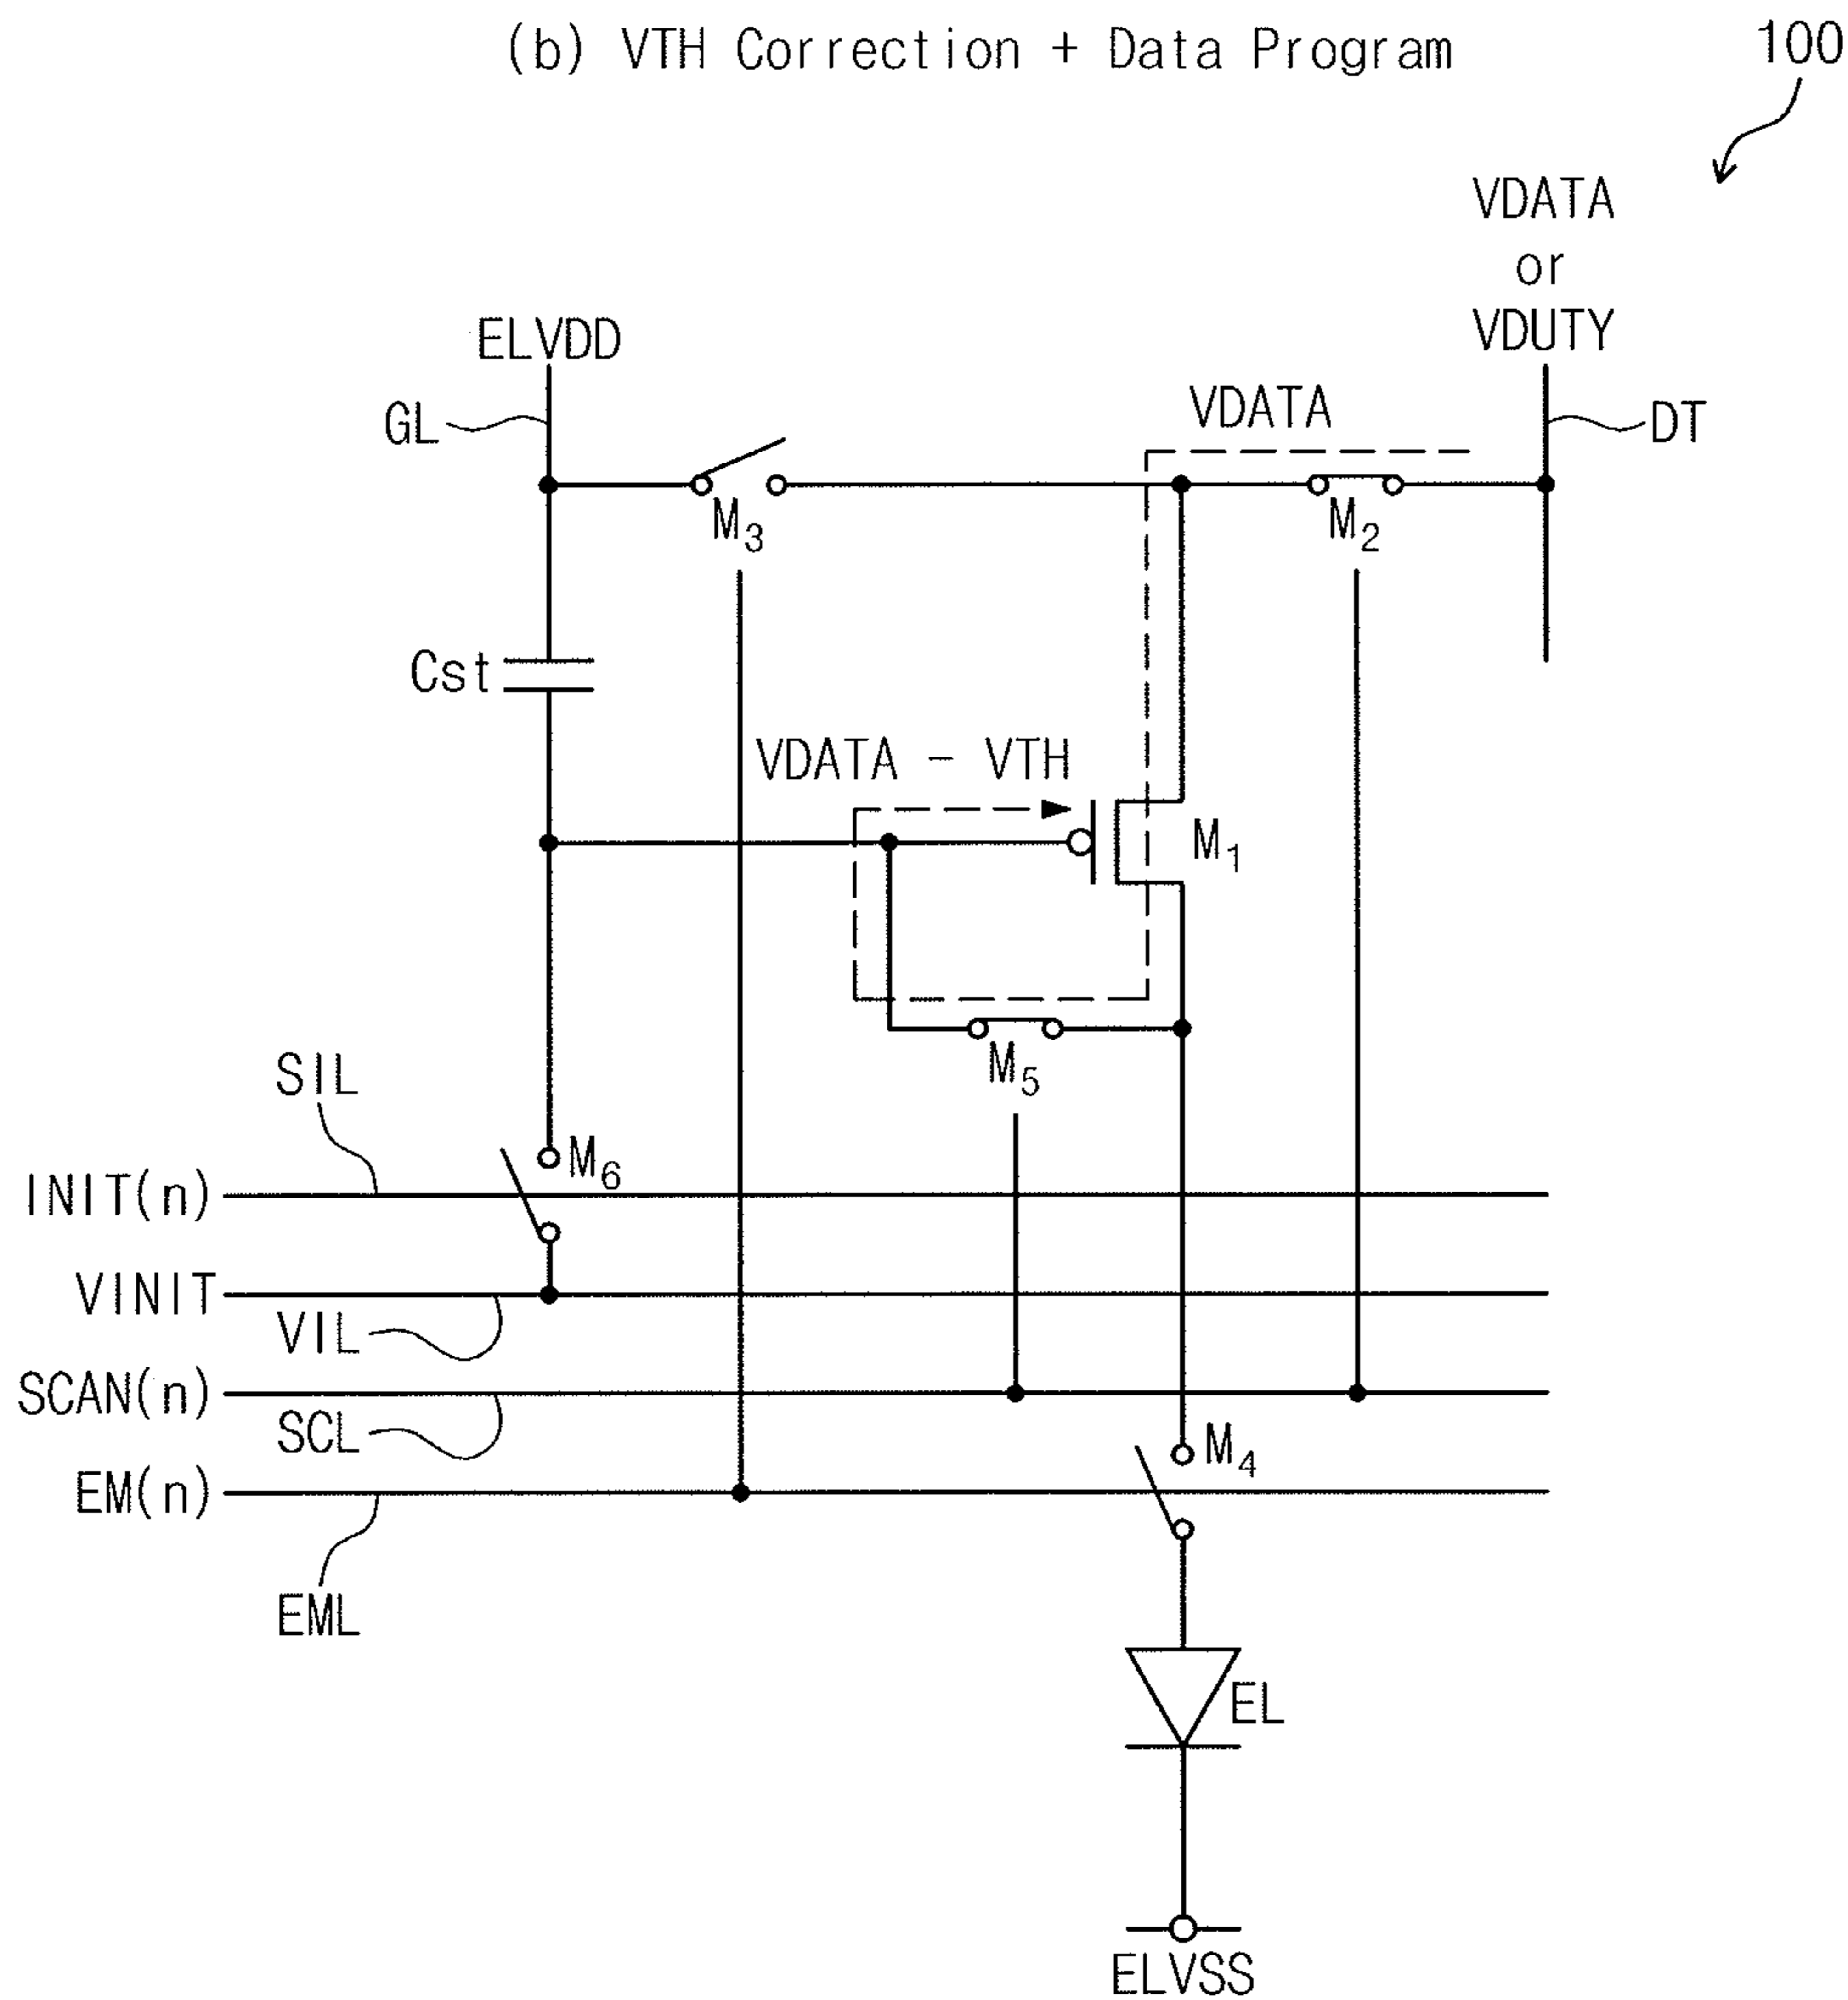 (b) VTH Correction + Data Program
100
VDATA
or
VDUTY
ELVDD
GL
VDATA
DT
M3
M2
Cst
VDATA - VTH
M1
M5
SIL
M6
INIT(n)
VINIT
VIL
SCAN(n)
SCL
M4
EM(n)
EML
EL
ELVSS